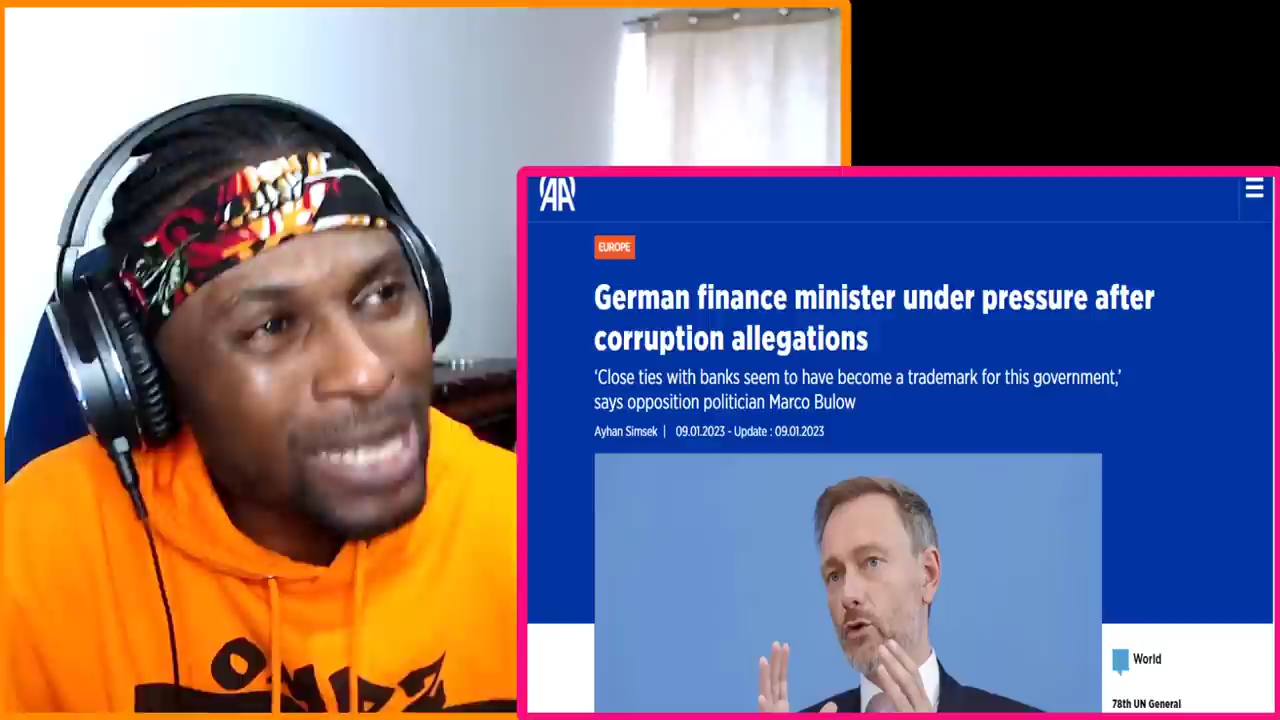 AA
EUROPE
German finance minister under pressure after
corruption allegations
‘Close ties with banks seem to have become a trademark for this government,’
says opposition politician Marco Bulow
Ayhan Simsek | 09.01.2023 - Update : 09.01.2023
World
78th UN General